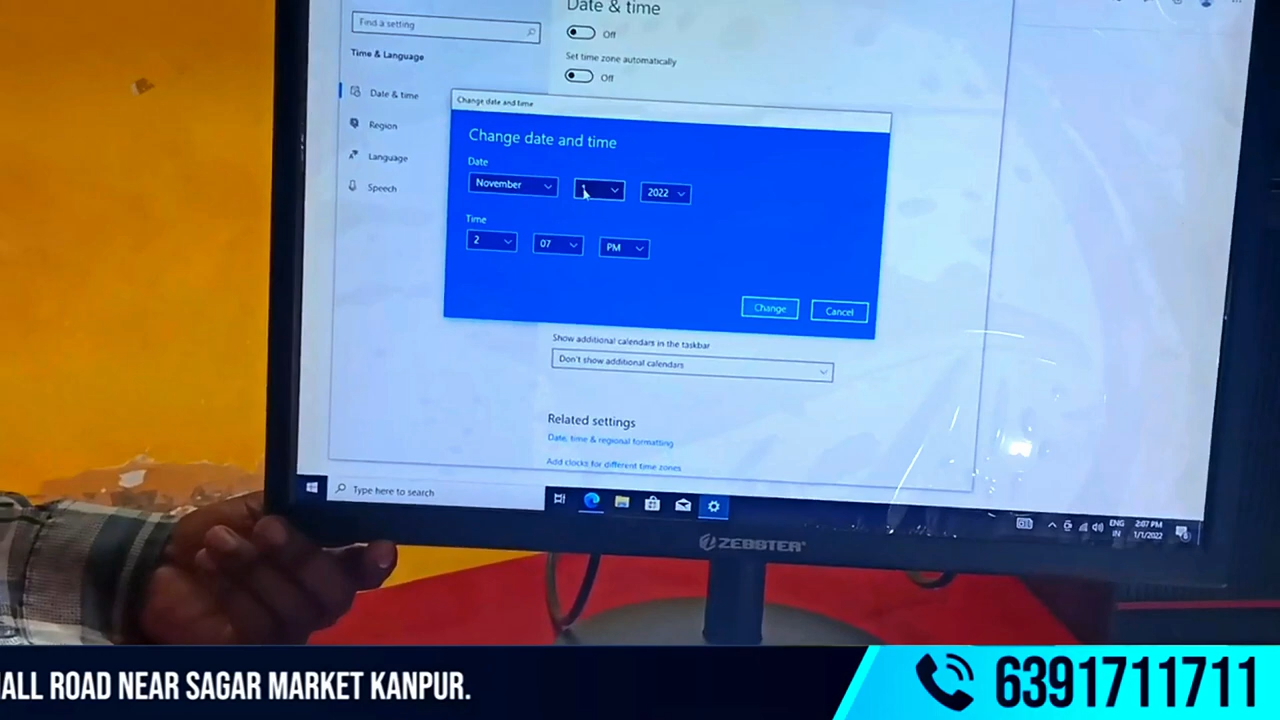 Date & time
Find a setting
Off
Time & Language
Set time zone automatically
Off
Date & time
Region
Language
Speech
Change date and time
Change date and time
Date
November
2022
Time
2
07
PM
Change
Cancel
Show additional calendars in the taskbar
Don't show additional calendars
Related settings
Date, time & regional formatting
Add clocks for different time zones
Type here to search
ENG
IN
2:07 PM
1/1/2022
ZEBSTER
ALL ROAD NEAR SAGAR MARKET KANPUR.
6391711711